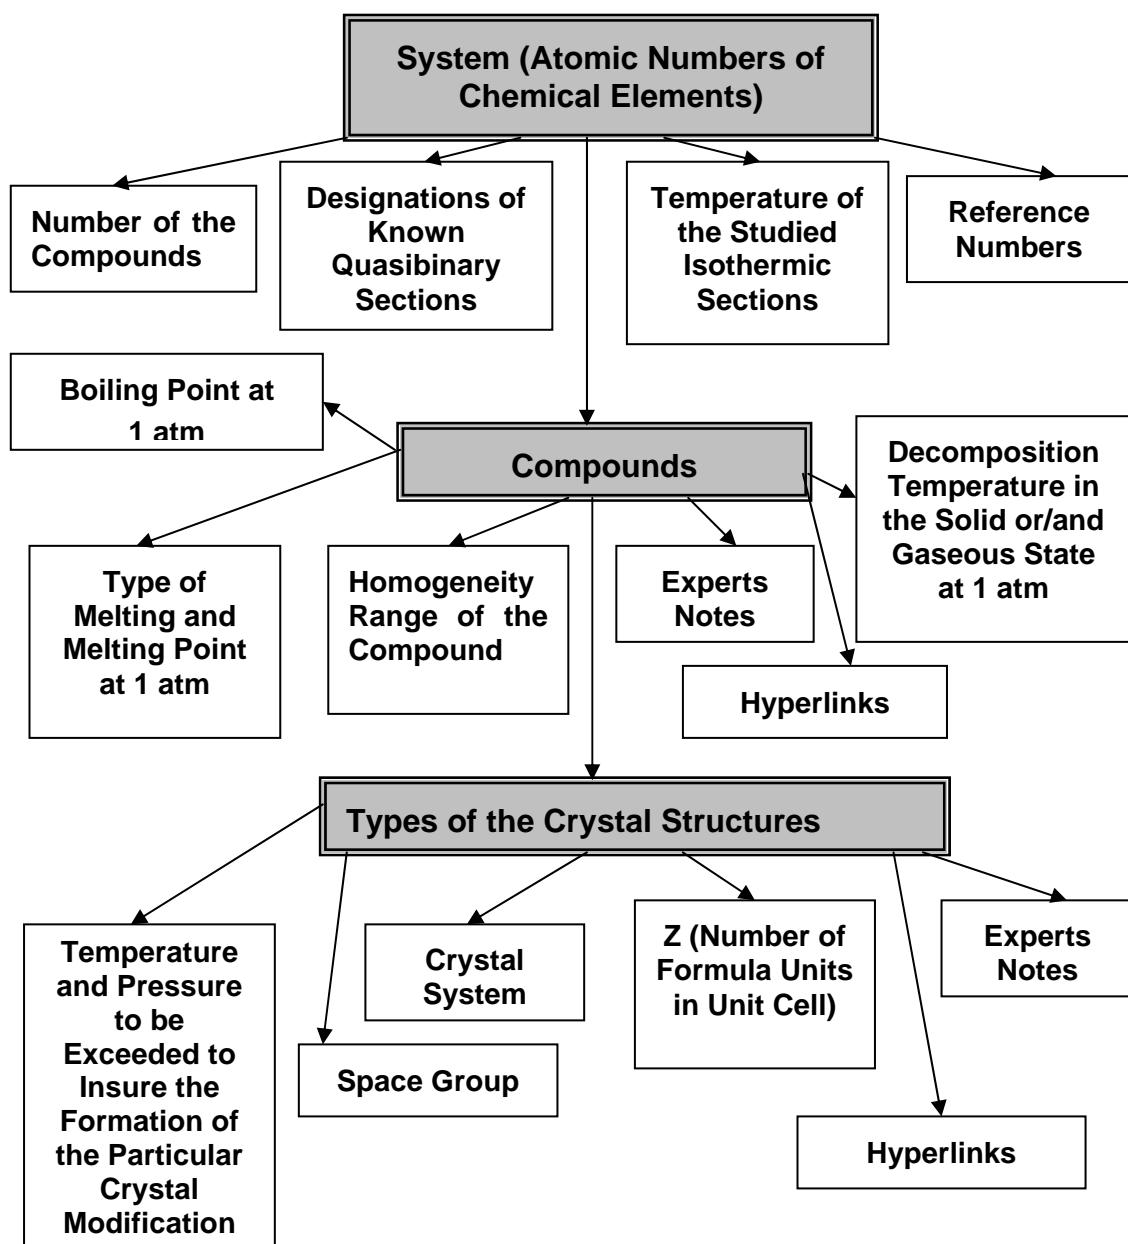 System (Atomic Numbers of
Chemical Elements)
Number of the
Compounds
Designations of
Known
Quasibinary
Sections
Temperature of
the Studied
Isothermic
Sections
Reference
Numbers
Boiling Point at
1 atm
Compounds
Decomposition
Temperature in
the Solid or/and
Gaseous State
at 1 atm
Type of
Melting and
Melting Point
at 1 atm
Homogeneity
Range of the
Compound
Experts
Notes
Hyperlinks
Types of the Crystal Structures
Temperature
and Pressure
to be
Exceeded to
Insure the
Formation of
the Particular
Crystal
Modification
Space Group
Crystal
System
Z (Number of
Formula Units
in Unit Cell)
Experts
Notes
Hyperlinks